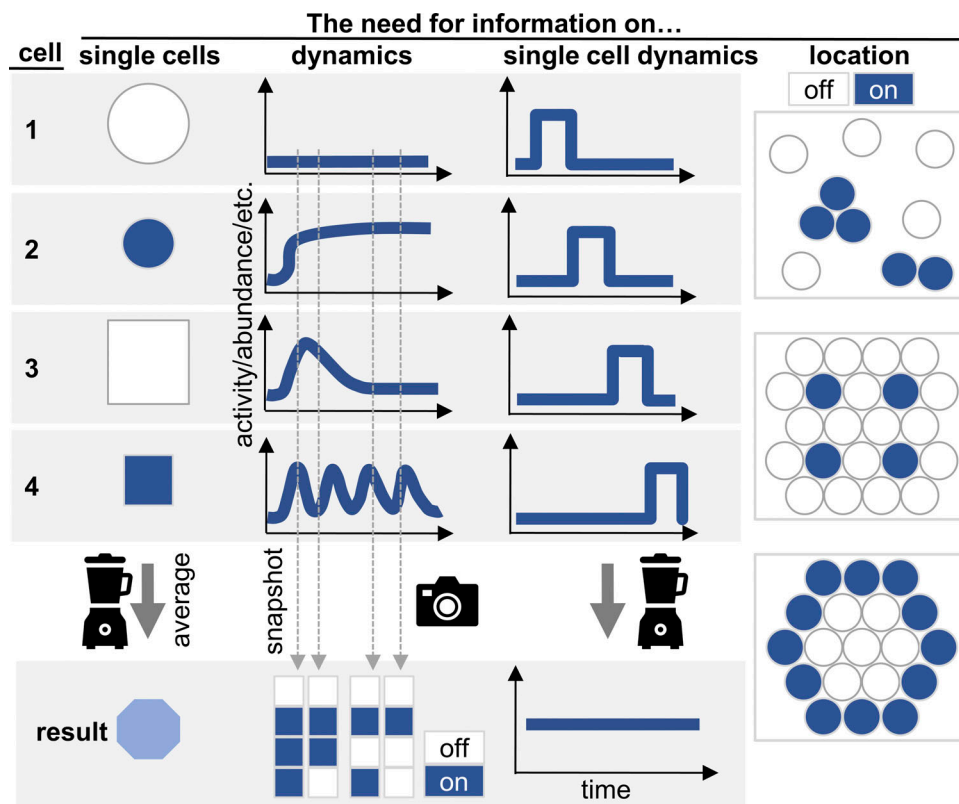 The need for information on…
cell single cells dynamics single cell dynamics location
off on
1
2
3
4
activity/abundance/etc.
average
snapshot
result
off
on
time